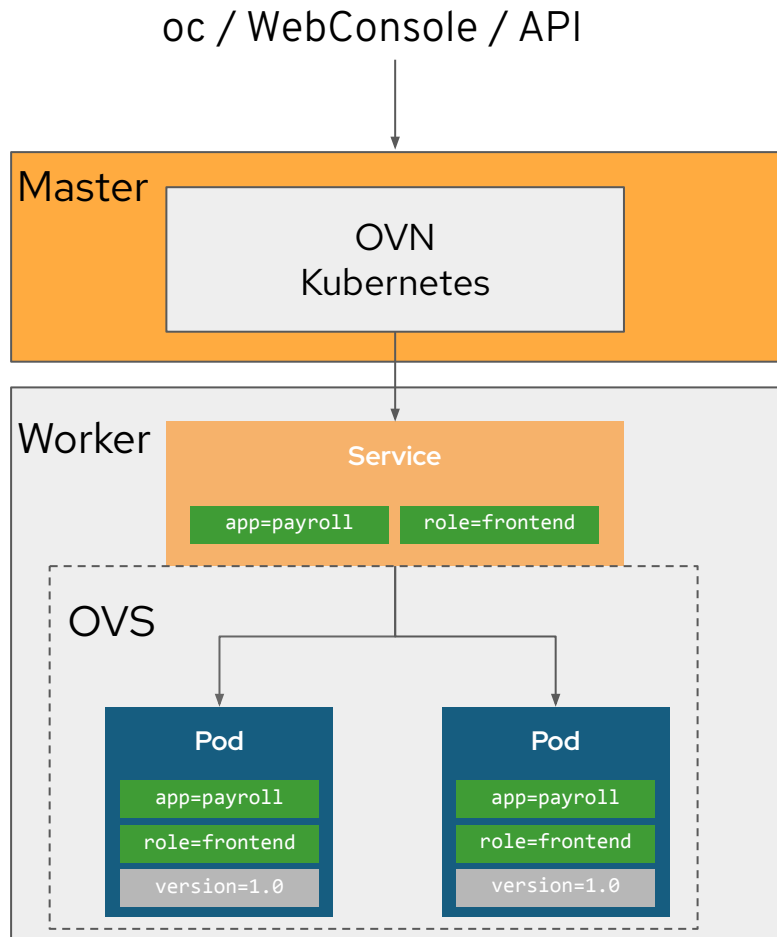 oc / WebConsole / API
Master
OVN
Kubernetes
Worker
Service
app=payroll role=frontend
OVS
Pod Pod
app=payroll app=payroll
role=frontend role=frontend
version=1.0 version=1.0